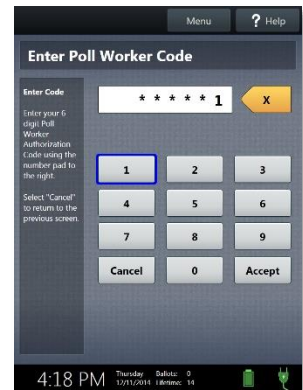 Menu
? Help
Enter Poll Worker Code
Enter Code
Enter your 6
digit Poll
Worker
Authorization
Code using the
number pad to
the right.
Select "Cancel"
to return to the
previous screen.
* * * * * 1
X
1 2 3
4 5 6
7 8 9
Cancel 0 Accept
4:18 PM
Thursday Ballots: 0
12/11/2014 Lifetime: 14